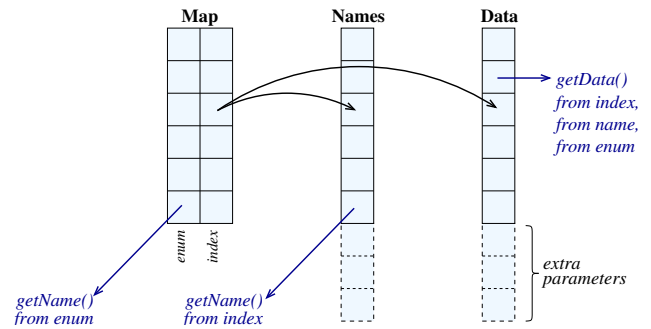 Map
Names
Data
getData()
from index,
from name,
from enum
enum
index
extra
parameters
getName()
from enum
getName()
from index